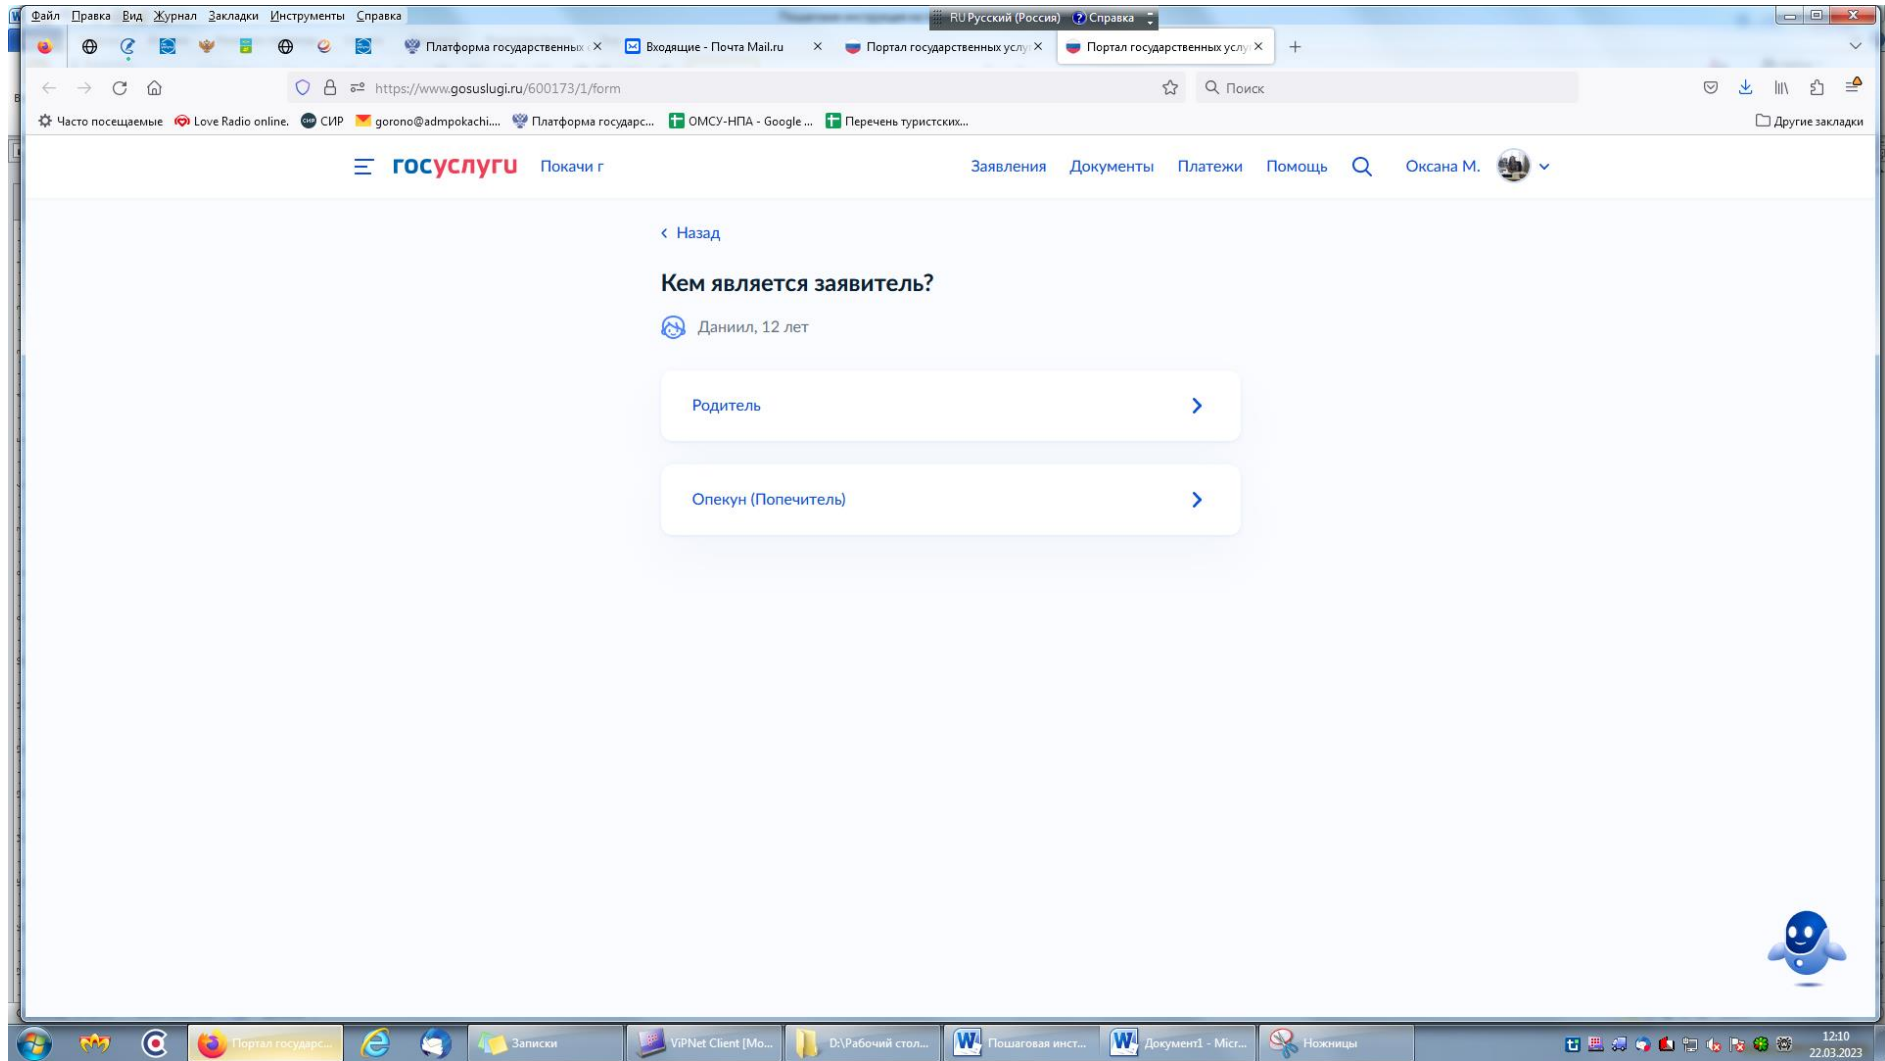 Файл Правка Вид Журнал Закладки Инструменты Справка
RU Русский (Россия) Справка
Платформа государственных
Входящие - Почта Mail.ru
Портал государственных услу
Портал государственных услу
https://www.gosuslugi.ru/600173/1/form
Поиск
Часто посещаемые Love Radio online. СИР gorono@admpokachi.... Платформа государс... ОМСУ-НПА - Google ... Перечень туристских...
Другие закладки
госуслуги Покачи г Заявления Документы Платежи Помощь Оксана М.
Назад
Кем является заявитель?
Даниил, 12 лет
Родитель
Опекун (Попечитель)
Портал государс... Записки ViPNet Client [Мо... D:\Рабочий стол... Пошаговая инст... Документ1 - Micr... Ножницы
12:10
22.03.2023